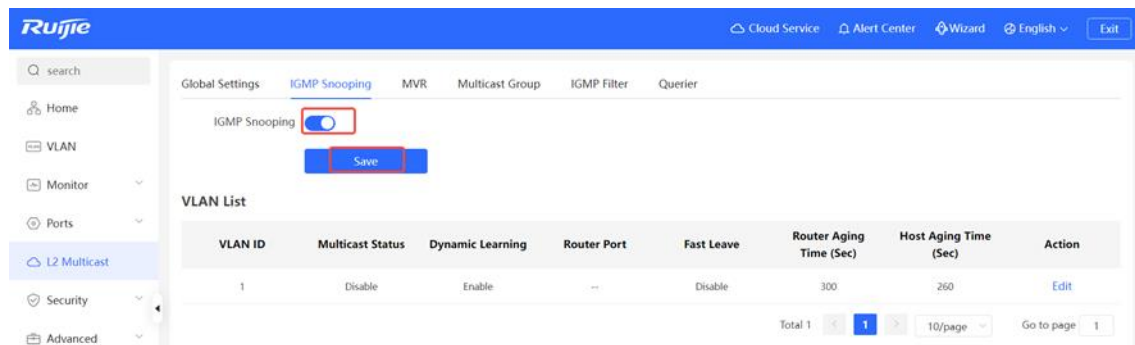 Ruijie
Cloud Service Alert Center Wizard English Exit
search
Home
VLAN
Monitor
Ports
L2 Multicast
Security
Advanced
Global Settings IGMP Snooping MVR Multicast Group IGMP Filter Querier
IGMP Snooping
Save
VLAN List
VLAN ID Multicast Status Dynamic Learning Router Port Fast Leave Router Aging Time (Sec) Host Aging Time (Sec) Action
1 Disable Enable -- Disable 300 260 Edit
Total 1 1 10/page Go to page 1